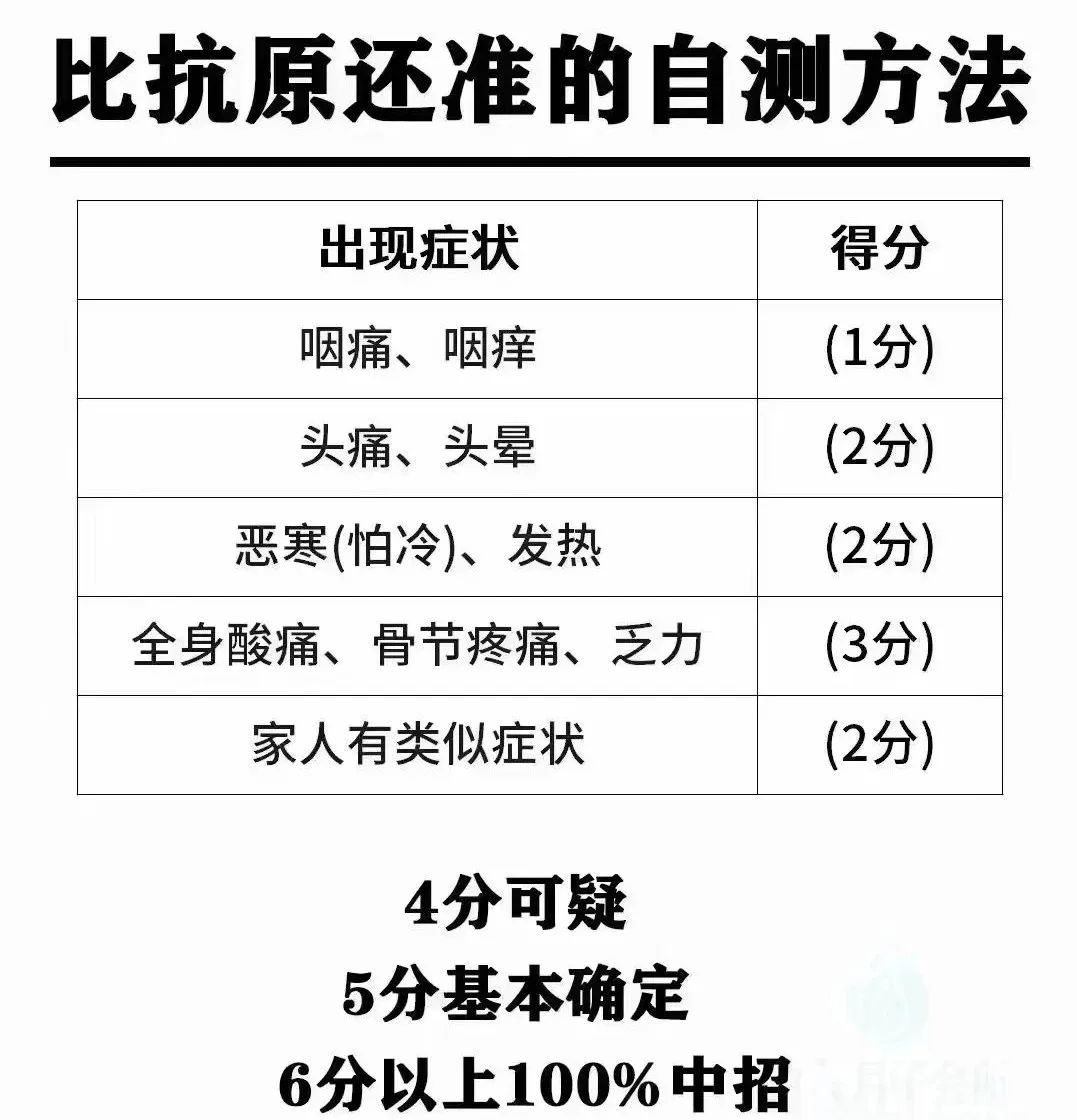 比抗原还准的自测方法
出现症状 得分
咽痛、咽痒 (1分)
头痛、头晕 (2分)
恶寒(怕冷)、发热 (2分)
全身酸痛、骨节疼痛、乏力 (3分)
家人有类似症状 (2分)
4分可疑
5分基本确定
6分以上100%中招